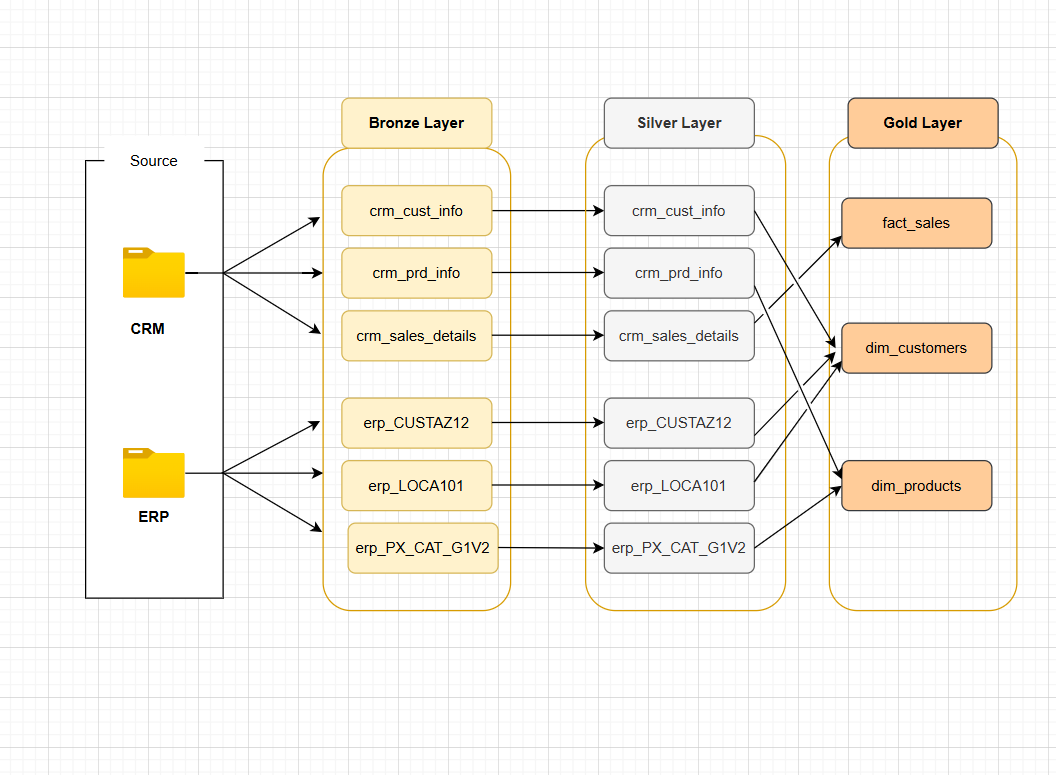 Source
CRM
ERP
Bronze Layer
crm_cust_info
crm_prd_info
crm_sales_details
erp_CUSTAZ12
erp_LOCA101
erp_PX_CAT_G1V2
Silver Layer
crm_cust_info
crm_prd_info
crm_sales_details
erp_CUSTAZ12
erp_LOCA101
erp_PX_CAT_G1V2
Gold Layer
fact_sales
dim_customers
dim_products